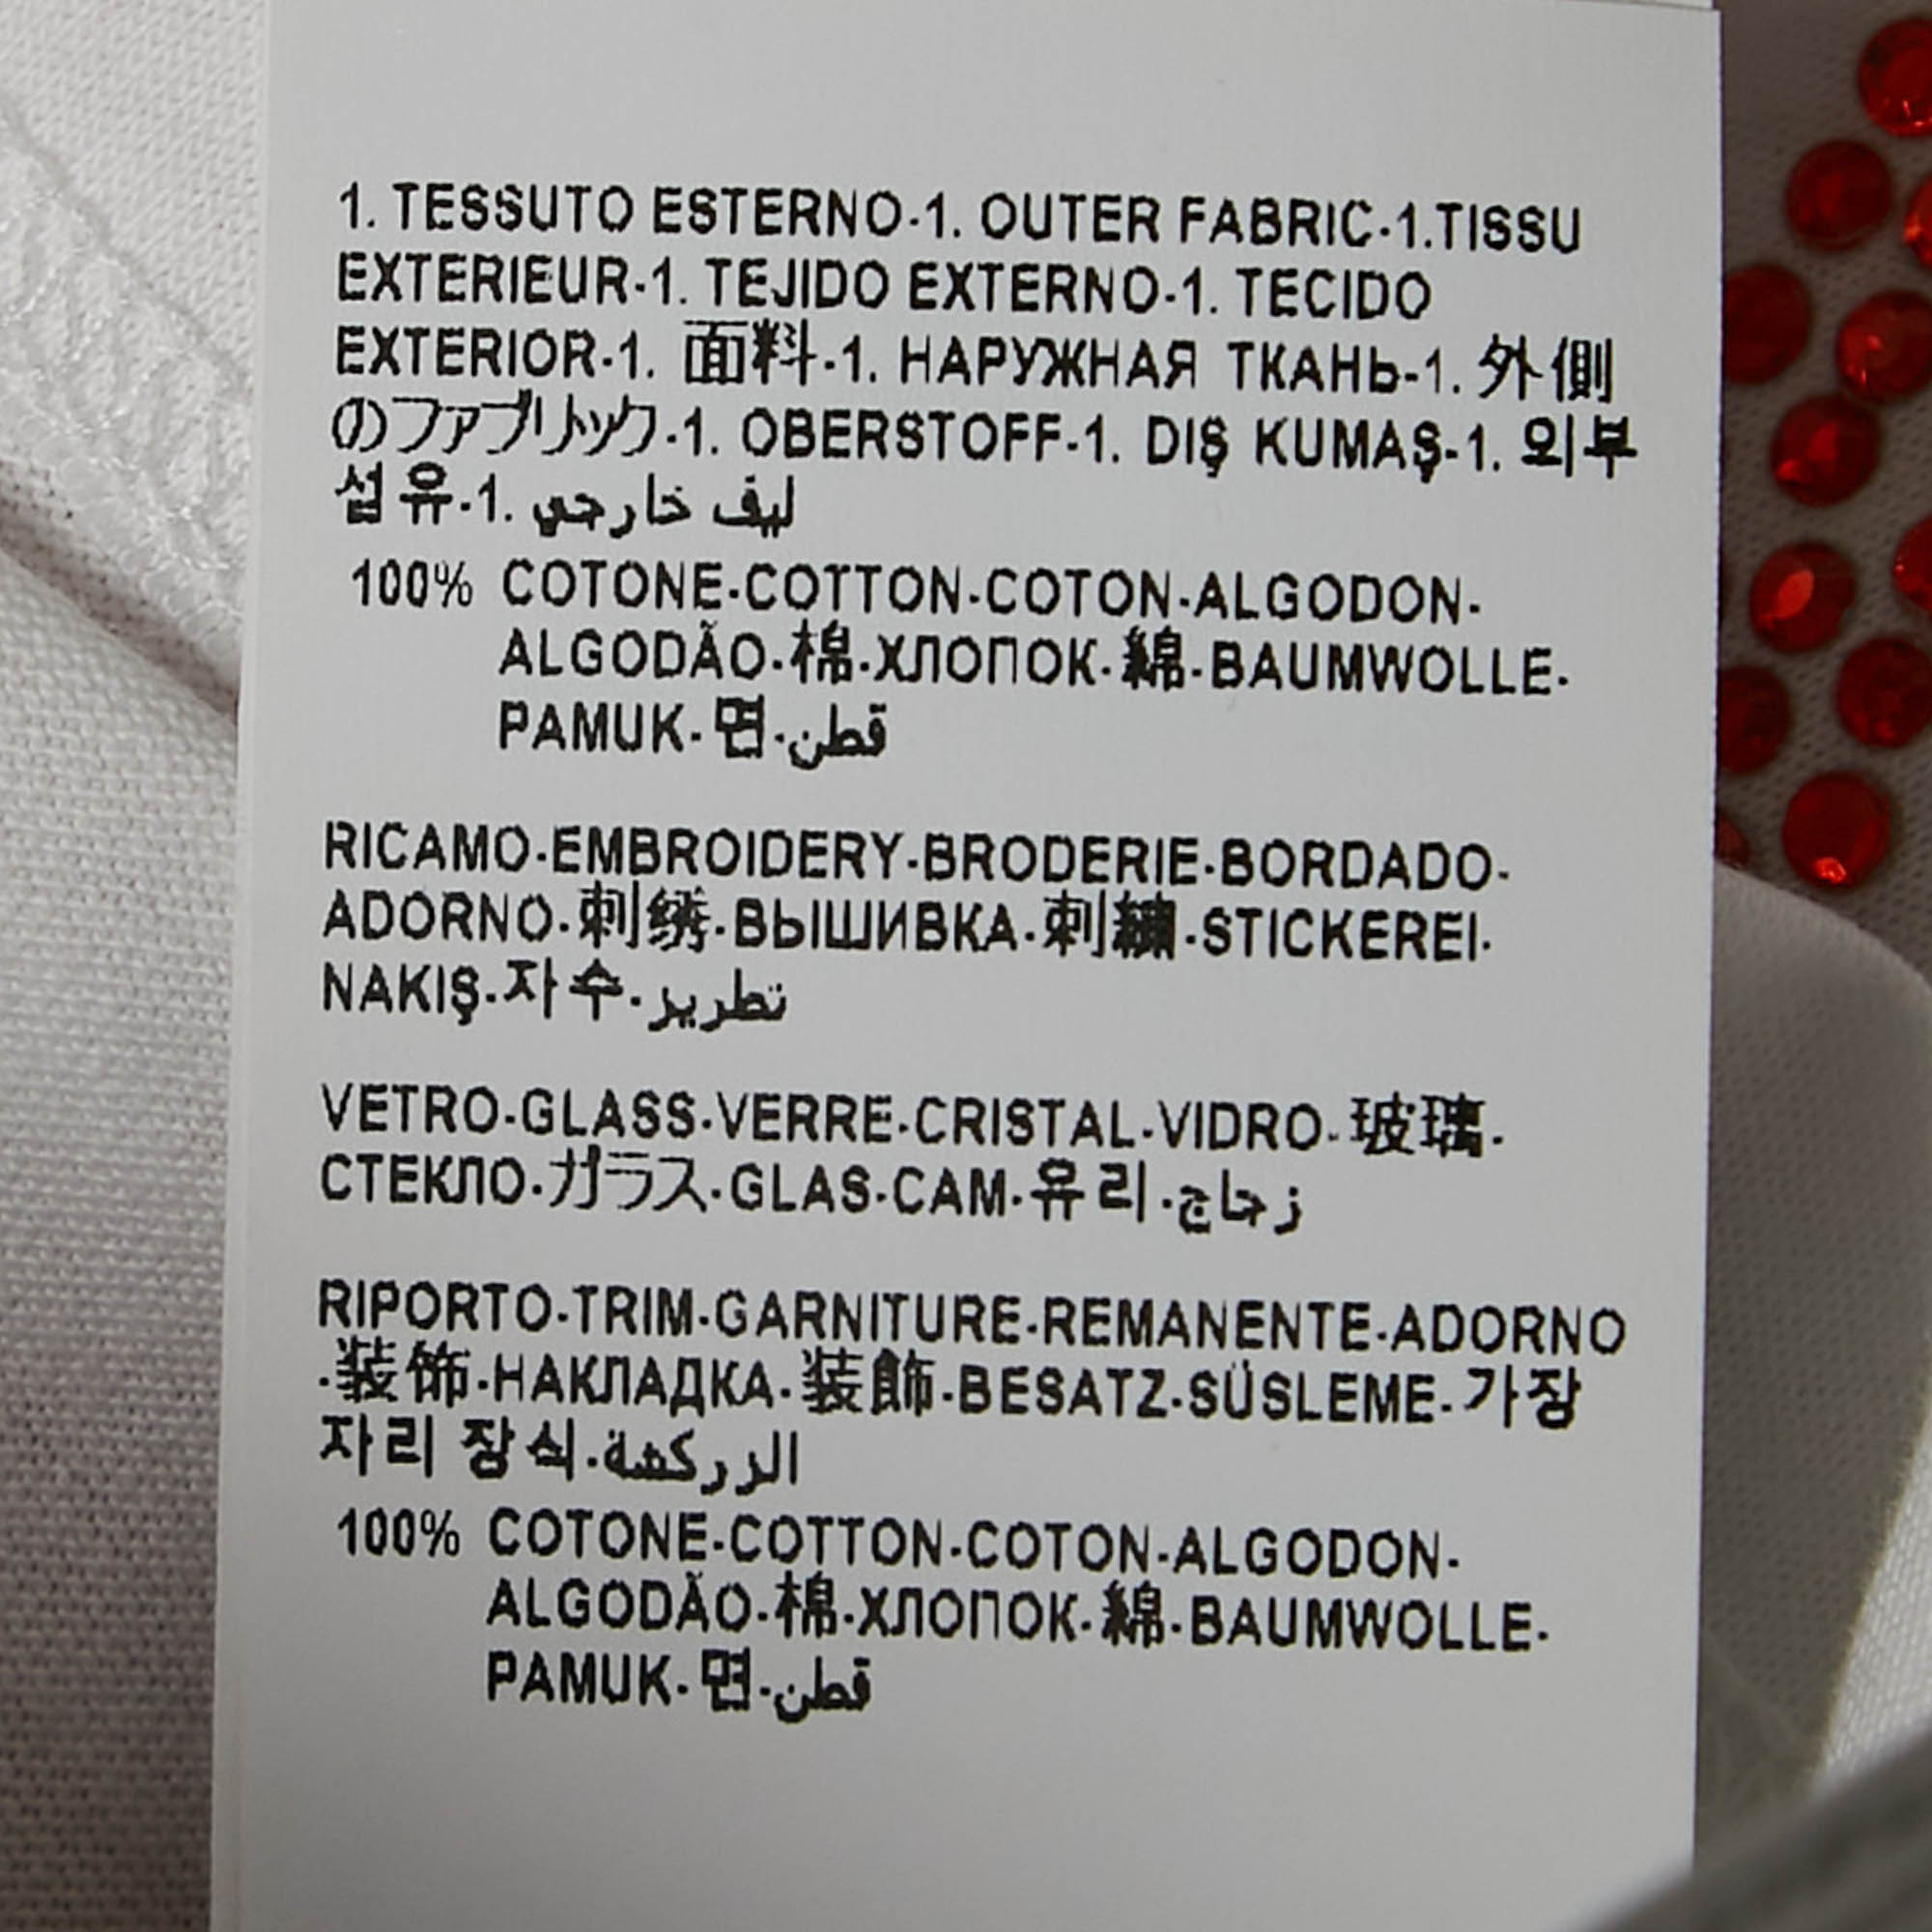 1. TESSUTO ESTERNO-1. OUTER FABRIC-1.TISSU
EXTERIEUR-1. TEJIDO EXTERNO-1. TECIDO
EXTERIOR-1. 面料-1. НАРУЖНАЯ ТКАНЬ-1. 外側
のファブリック-1. OBERSTOFF-1. DIŞ KUMAŞ-1. 외부
섬유-1. ليف خارجي
100% COTONE-COTTON-COTON-ALGODON-
ALGODÃO-棉-ХЛОПОК-綿-BAUMWOLLE-
PAMUK-면-قطن
RICAMO-EMBROIDERY-BRODERIE-BORDADO-
ADORNO-刺绣-ВЫШИВКА-刺繍-STICKEREI-
NAKIŞ-자수-تطريز
VETRO-GLASS-VERRE-CRISTAL-VIDRO-玻璃-
СТЕКЛО-ガラス-GLAS-CAM-유리-زجاج
RIPORTO-TRIM-GARNITURE-REMANENTE-ADORNO
-装饰-НАКЛАДКА-装飾-BESATZ-SÜSLEME-가장
자리 장식-الزركشة
100% COTONE-COTTON-COTON-ALGODON-
ALGODÃO-棉-ХЛОПОК-綿-BAUMWOLLE-
PAMUK-면-قطن